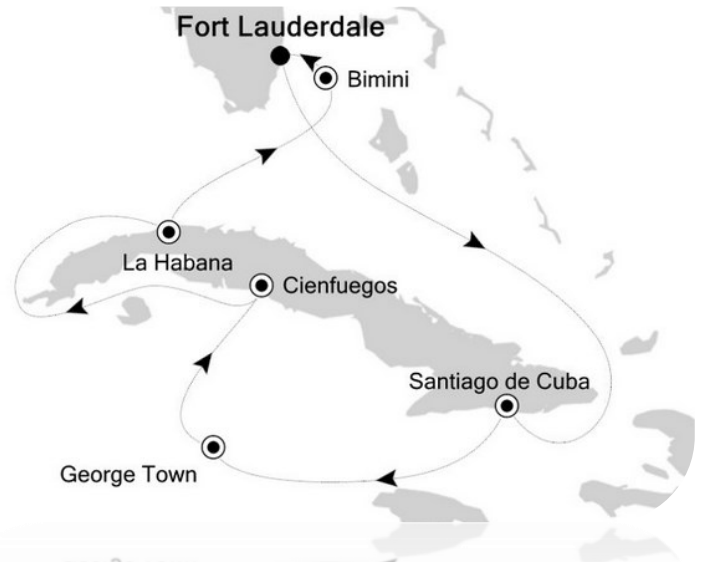 Fort Lauderdale
Bimini
La Habana
Cienfuegos
Santiago de Cuba
George Town